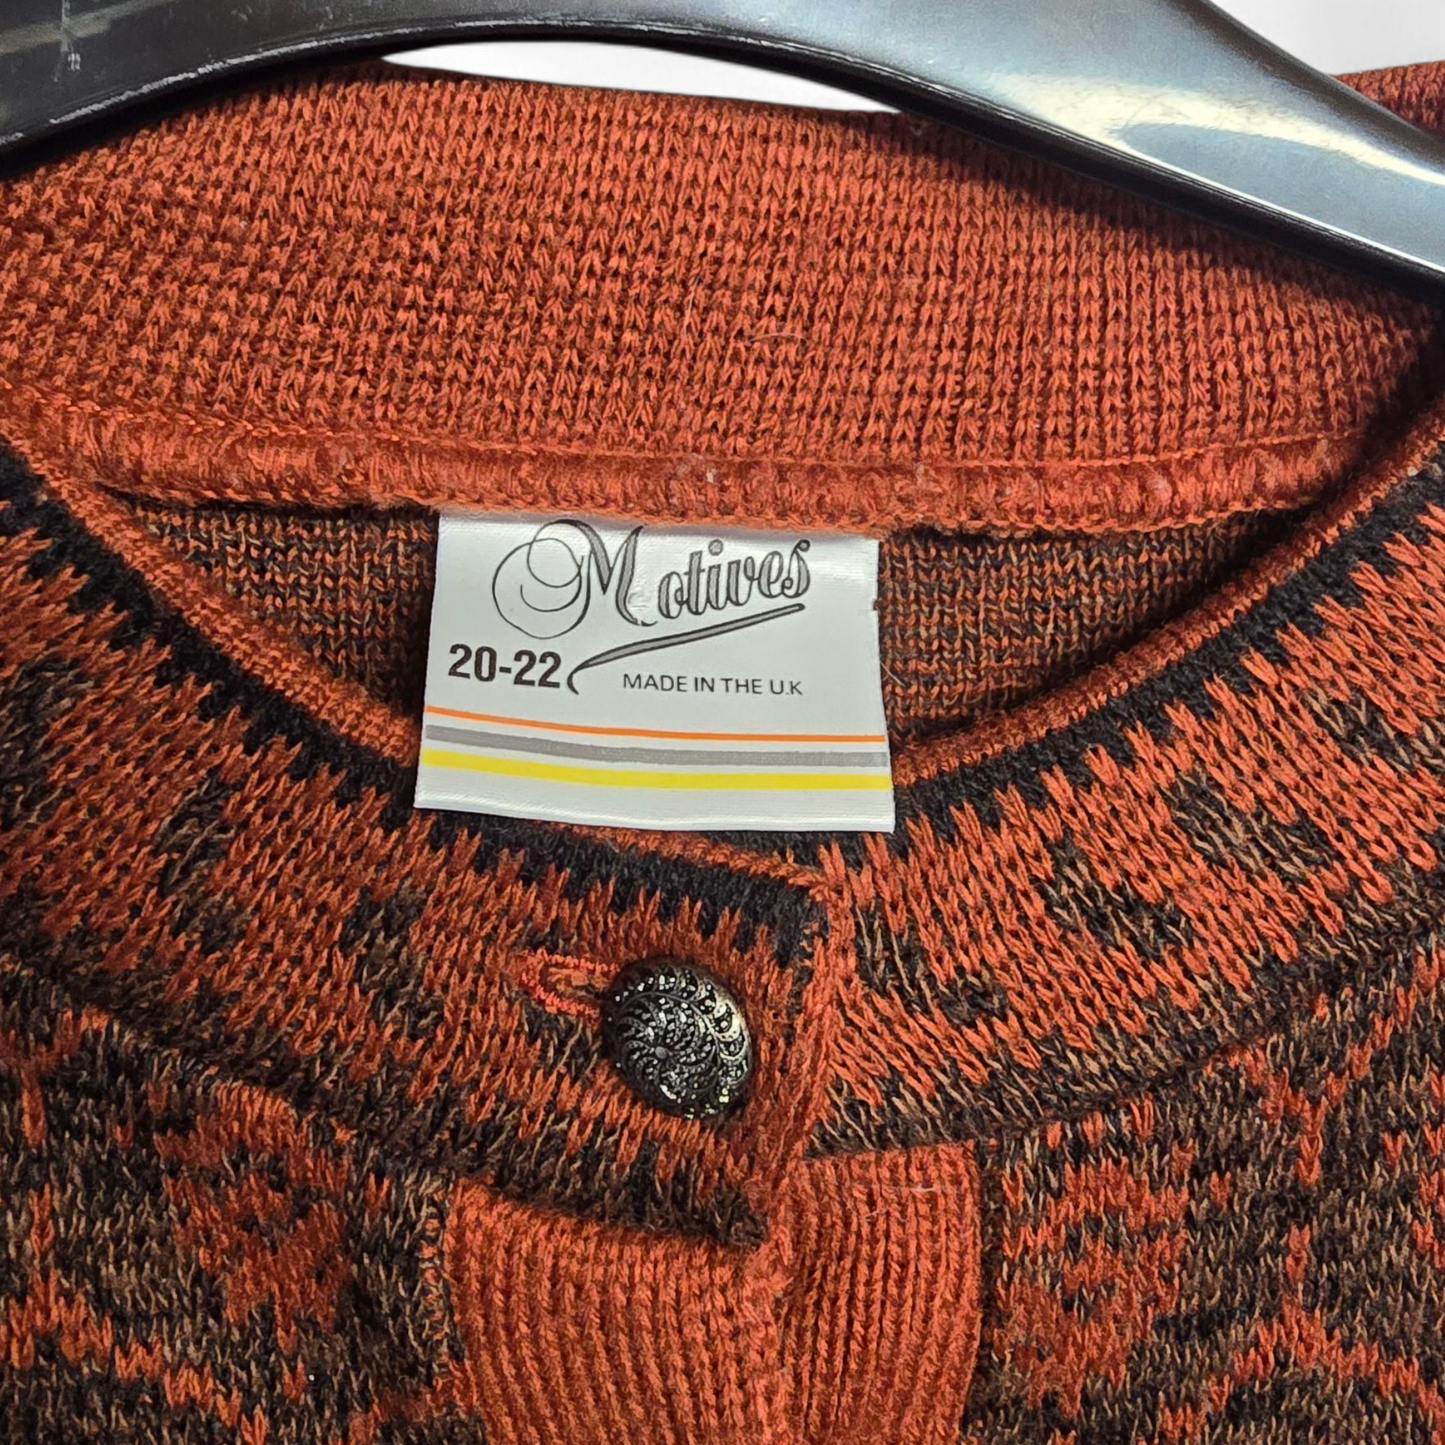 Motives
20-22
MADE IN THE U.K